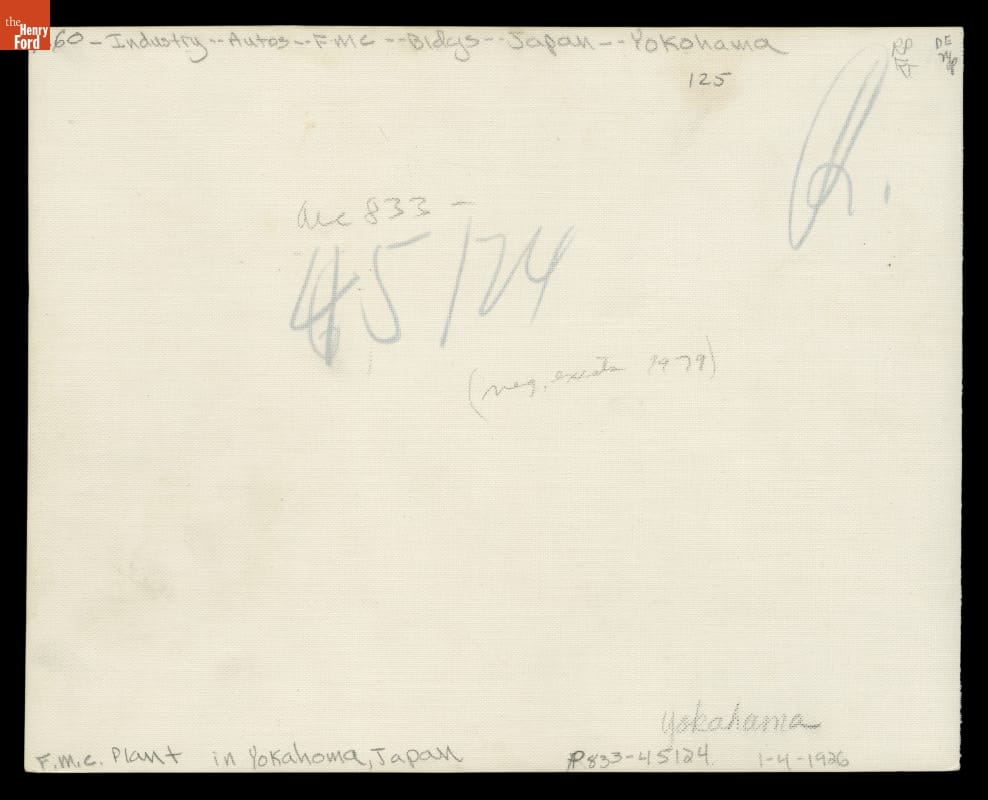 the
Henry
Ford
60 - Industry -- Autos -- F.M.C -- Bldgs -- Japan -- Yokohama
125
DE
Acc 833 -
45124
(neg. exists 1979)
Yokahama
F.M.C. Plant in Yokahoma, Japan P833-45124 1-4-1926